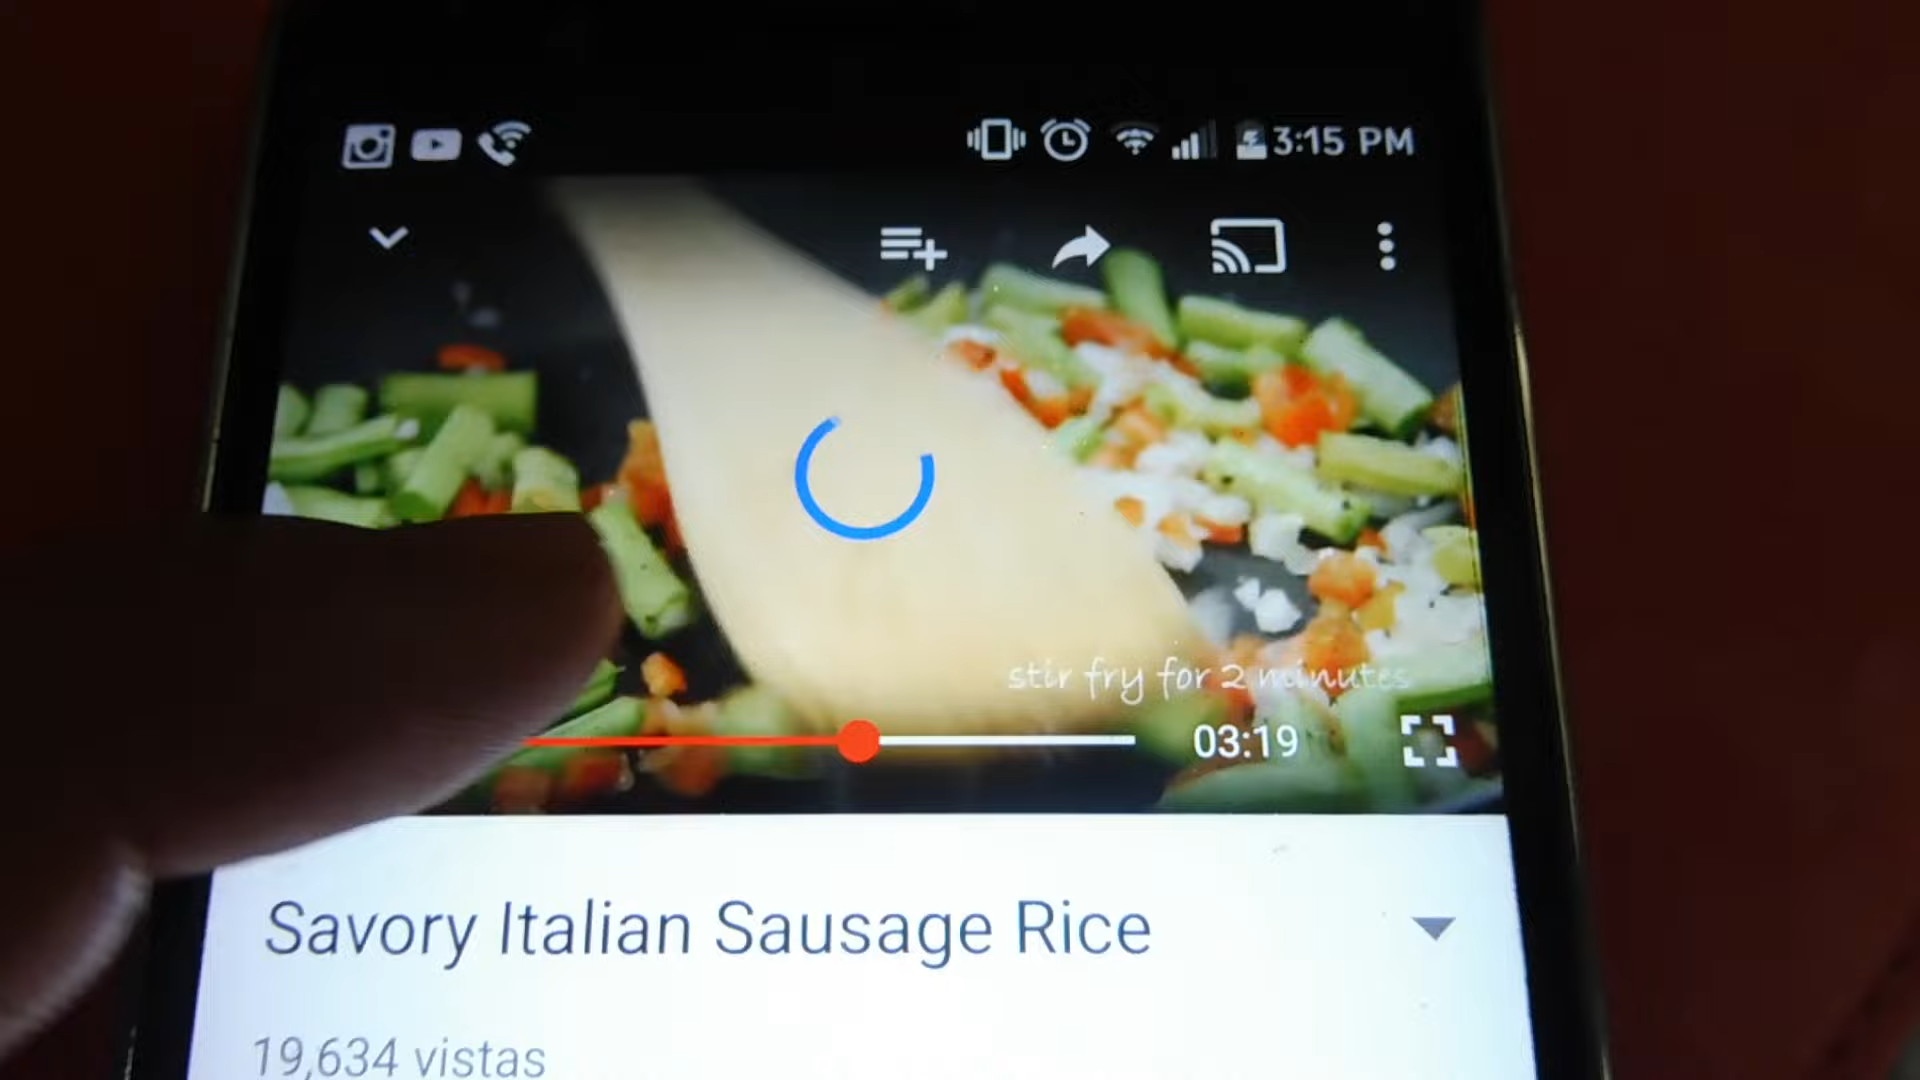 3:15 PM
stir fry for 2 minutes
03:19
Savory Italian Sausage Rice
19,634 vistas